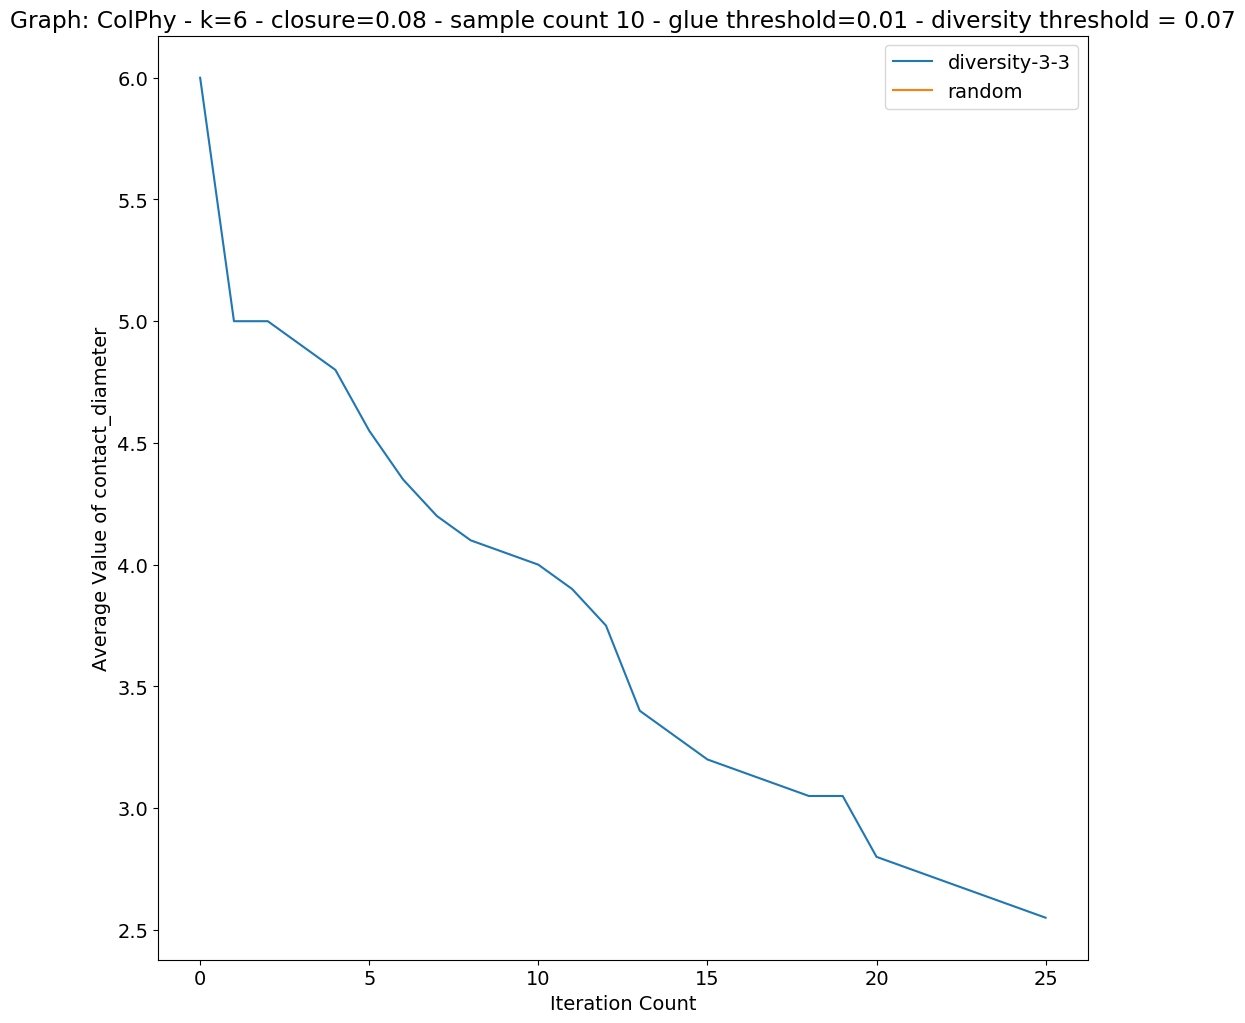 Graph: ColPhy - k=6 - closure=0.08 - sample count 10 - glue threshold=0.01 - diversity threshold = 0.07
diversity-3-3
random
6.0
5.5
5.0
4.5
4.0
3.5
3.0
2.5
Average Value of contact_diameter
0 5 10 15 20 25
Iteration Count